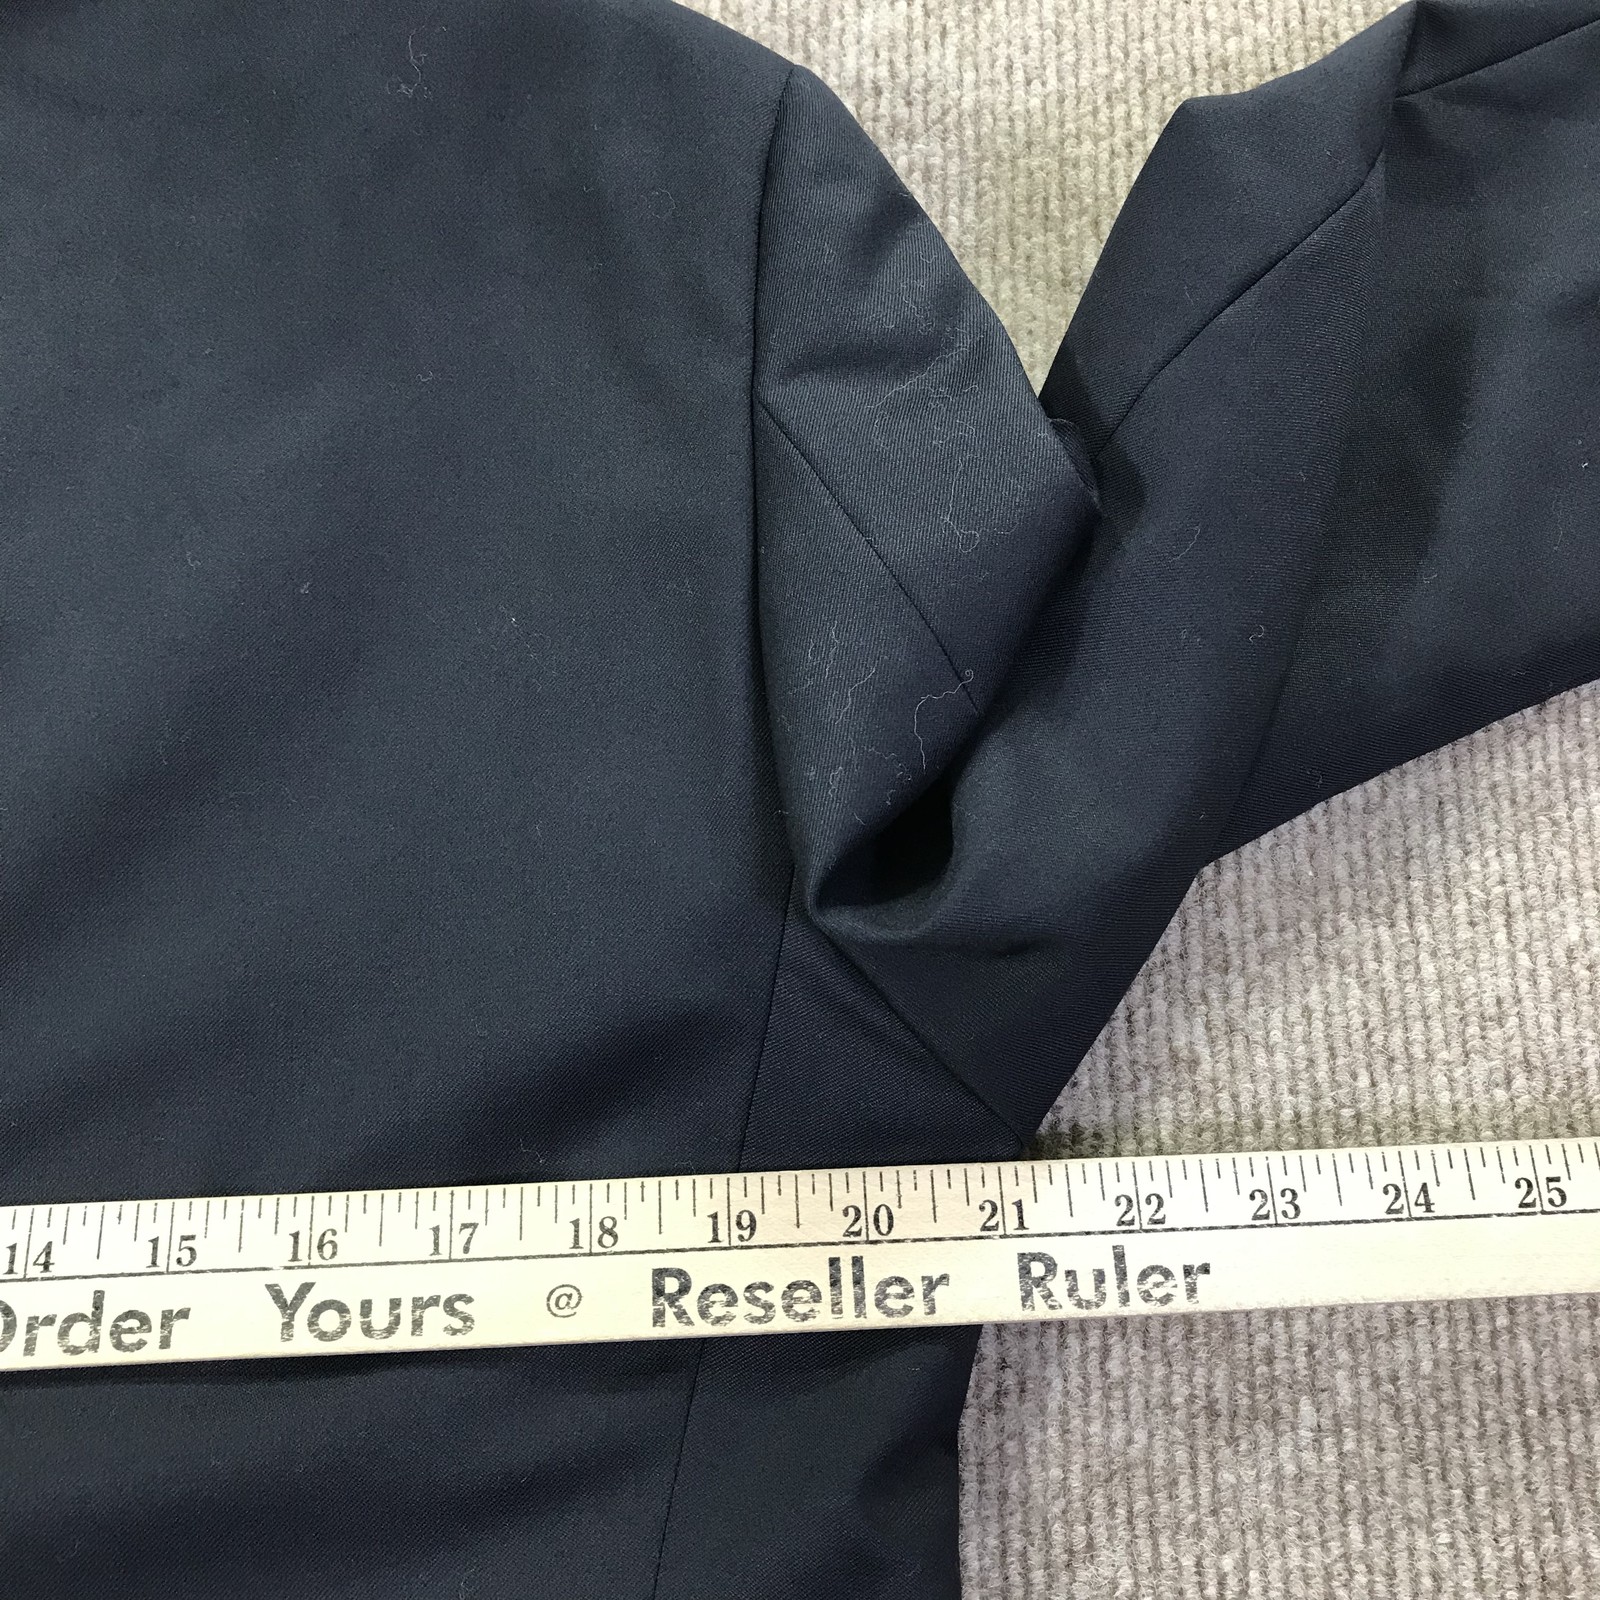 14 15 16 17 18 19 20 21 22 23 24 25
Order Yours @ Reseller Ruler